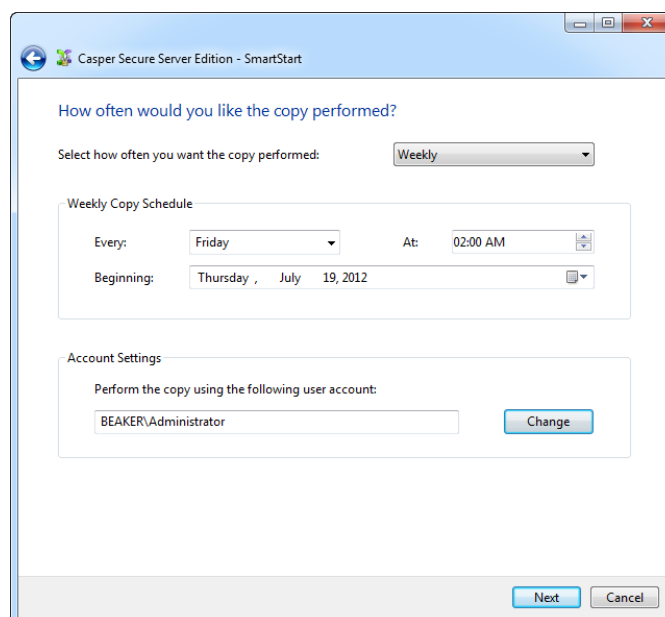 Casper Secure Server Edition - SmartStart
How often would you like the copy performed?
Select how often you want the copy performed: Weekly
Weekly Copy Schedule
Every: Friday At: 02:00 AM
Beginning: Thursday , July 19, 2012
Account Settings
Perform the copy using the following user account:
BEAKER\Administrator Change
Next Cancel